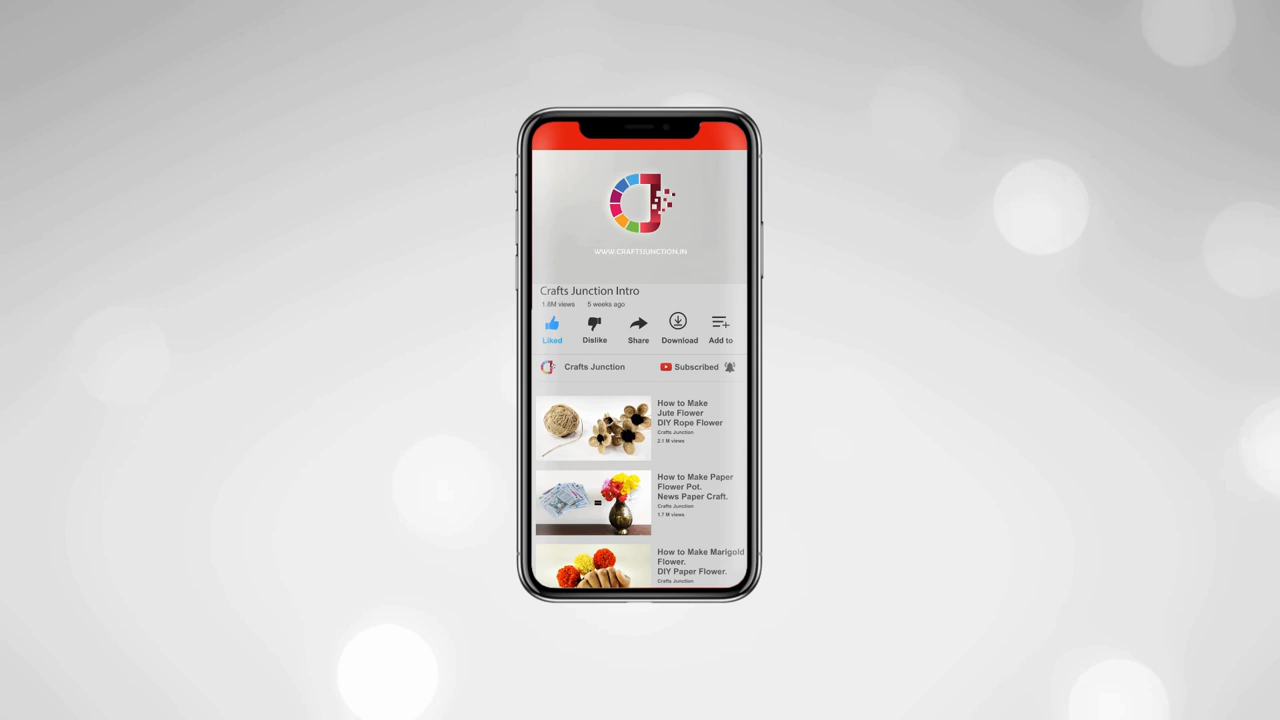 WWW.CRAFTSJUNCTION.IN
Crafts Junction Intro
1.8M views 5 weeks ago
Liked Dislike Share Download Add to
Crafts Junction Subscribed
How to Make
Jute Flower
DIY Rope Flower
Crafts Junction
2.1 M views
How to Make Paper
Flower Pot.
News Paper Craft.
Crafts Junction
1.7 M views
How to Make Marigold
Flower.
DIY Paper Flower.
Crafts Junction